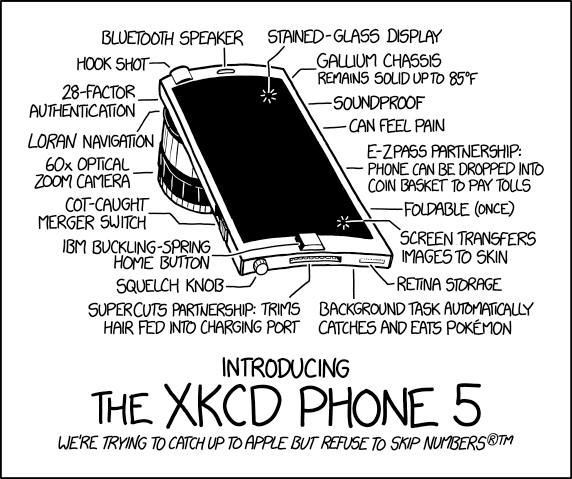 BLUETOOTH SPEAKER
HOOK SHOT
28-FACTOR
AUTHENTICATION
LORAN NAVIGATION
60x OPTICAL
ZOOM CAMERA
COT-CAUGHT
MERGER SWITCH
IBM BUCKLING-SPRING
HOME BUTTON
SQUELCH KNOB
SUPERCUTS PARTNERSHIP: TRIMS
HAIR FED INTO CHARGING PORT
STAINED-GLASS DISPLAY
GALLIUM CHASSIS
REMAINS SOLID UP TO 85°F
SOUNDPROOF
CAN FEEL PAIN
E-ZPASS PARTNERSHIP:
PHONE CAN BE DROPPED INTO
COIN BASKET TO PAY TOLLS
FOLDABLE (ONCE)
SCREEN TRANSFERS
IMAGES TO SKIN
RETINA STORAGE
BACKGROUND TASK AUTOMATICALLY
CATCHES AND EATS POKÉMON
INTRODUCING
THE XKCD PHONE 5
WE'RE TRYING TO CATCH UP TO APPLE BUT REFUSE TO SKIP NUMBERS®™